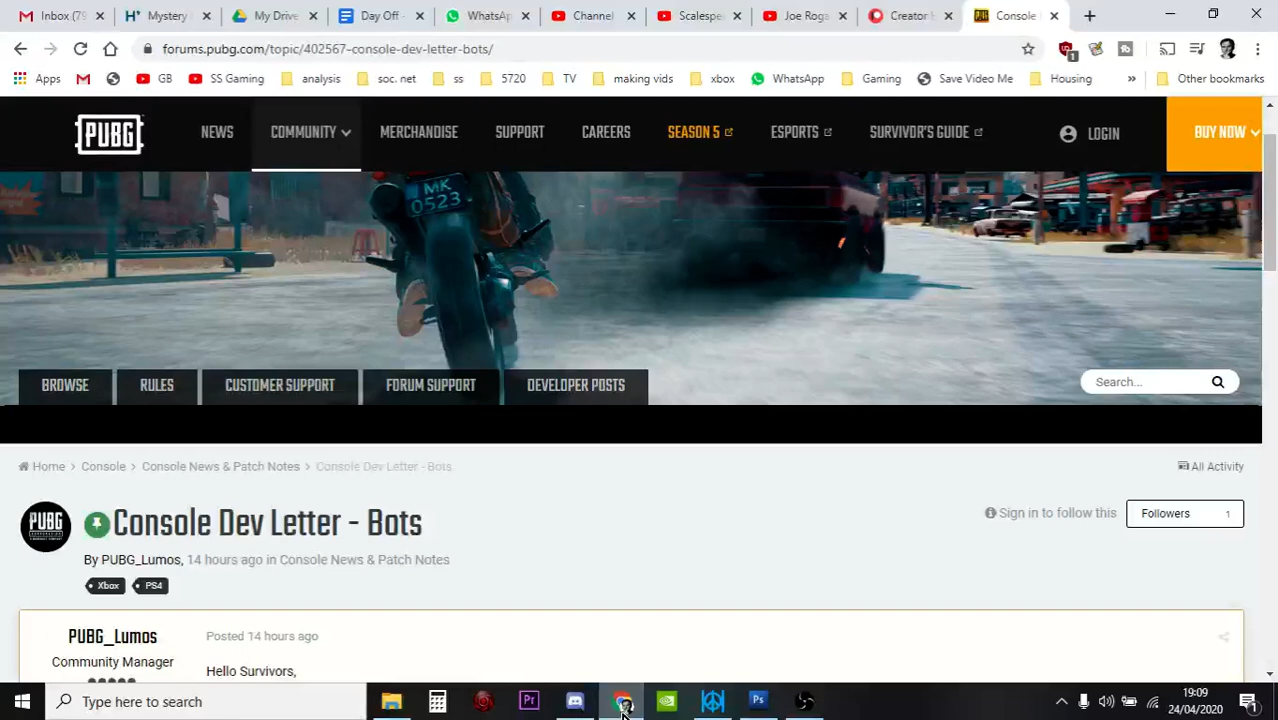 Inbox (79
Mystery
My Drive
Day Off -
WhatsAp
Channel
Scalespe
Joe Roga
Creator E
Console
forums.pubg.com/topic/402567-console-dev-letter-bots/
1
Apps
GB
SS Gaming
analysis
soc. net
ss
5720
TV
making vids
xbox
WhatsApp
Gaming
Save Video Me
Housing
»
Other bookmarks
PUBG
NEWS
COMMUNITY
MERCHANDISE
SUPPORT
CAREERS
SEASON 5
ESPORTS
SURVIVOR'S GUIDE
LOGIN
BUY NOW
MK
0523
BROWSE
RULES
CUSTOMER SUPPORT
FORUM SUPPORT
DEVELOPER POSTS
Search...
Home > Console > Console News & Patch Notes > Console Dev Letter - Bots
All Activity
PUBG
Console Dev Letter - Bots
Sign in to follow this
Followers 1
By PUBG_Lumos, 14 hours ago in Console News & Patch Notes
Xbox
PS4
PUBG_Lumos
Posted 14 hours ago
Community Manager
Hello Survivors,
Type here to search
Pr
Ps
19:09
24/04/2020
1